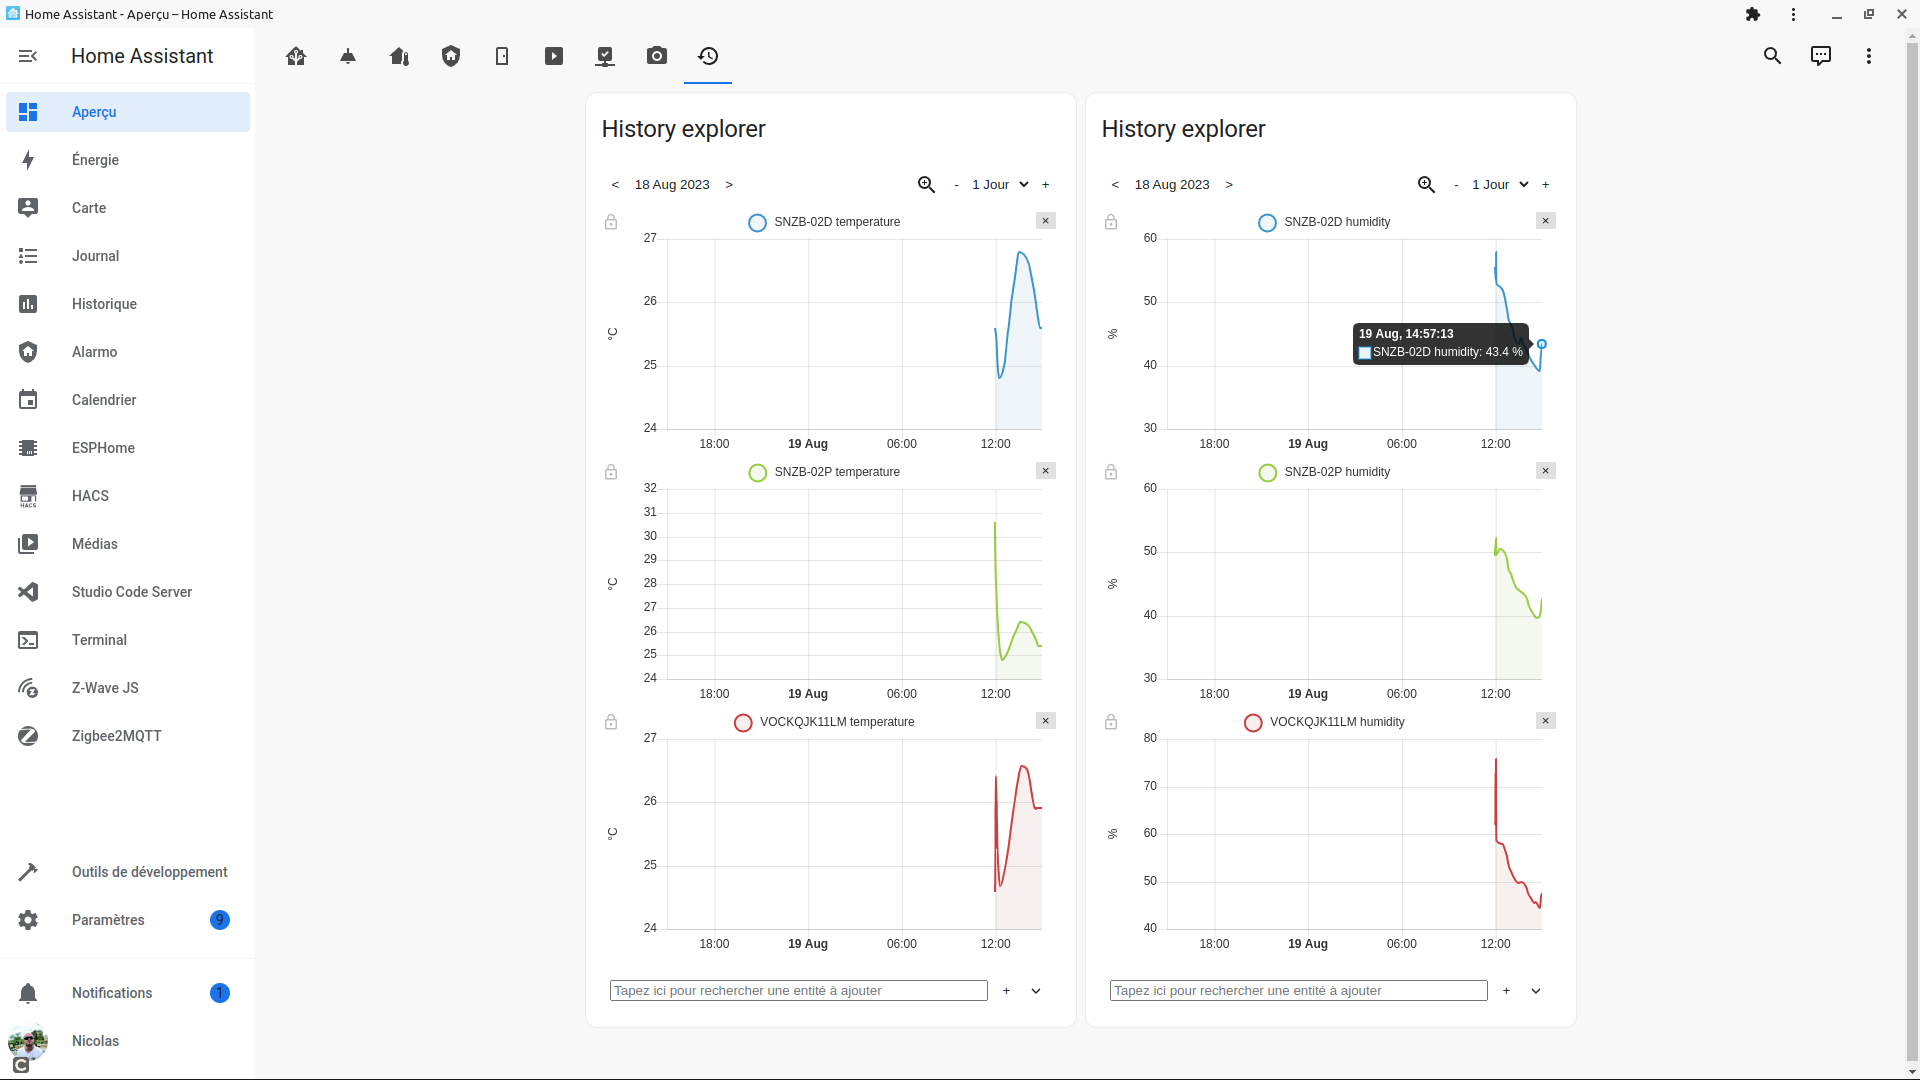 Home Assistant - Aperçu – Home Assistant
Home Assistant
Aperçu
Énergie
Carte
Journal
Historique
Alarmo
Calendrier
ESPHome
HACS
HACS
Médias
Studio Code Server
Terminal
Z-Wave JS
Zigbee2MQTT
Outils de développement
Paramètres 9
Notifications 1
Nicolas
C
History explorer
< 18 Aug 2023 > - 1 Jour +
SNZB-02D temperature ×
27
26
25
24
°C
18:00 19 Aug 06:00 12:00
SNZB-02P temperature ×
32
31
30
29
28
27
26
25
24
°C
18:00 19 Aug 06:00 12:00
VOCKQJK11LM temperature ×
27
26
25
24
°C
18:00 19 Aug 06:00 12:00
Tapez ici pour rechercher une entité à ajouter +
History explorer
< 18 Aug 2023 > - 1 Jour +
SNZB-02D humidity ×
60
50
40
30
%
19 Aug, 14:57:13
SNZB-02D humidity: 43.4 %
18:00 19 Aug 06:00 12:00
SNZB-02P humidity ×
60
50
40
30
%
18:00 19 Aug 06:00 12:00
VOCKQJK11LM humidity ×
80
70
60
50
40
%
18:00 19 Aug 06:00 12:00
Tapez ici pour rechercher une entité à ajouter +